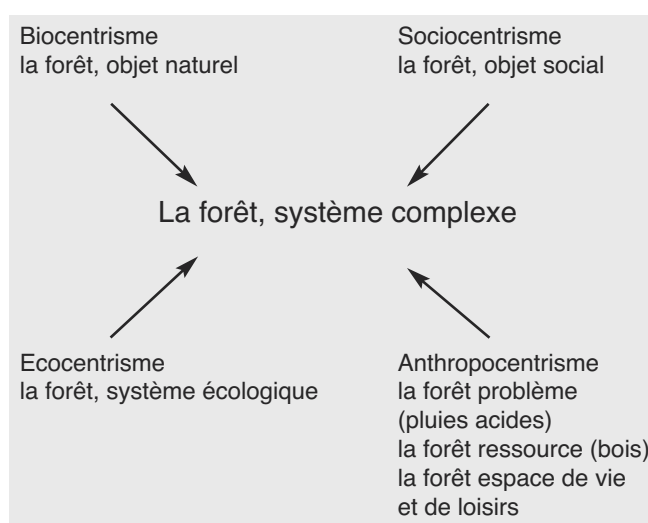 Biocentrisme
la forêt, objet naturel
Sociocentrisme
la forêt, objet social
La forêt, système complexe
Ecocentrisme
la forêt, système écologique
Anthropocentrisme
la forêt problème
(pluies acides)
la forêt ressource (bois)
la forêt espace de vie
et de loisirs